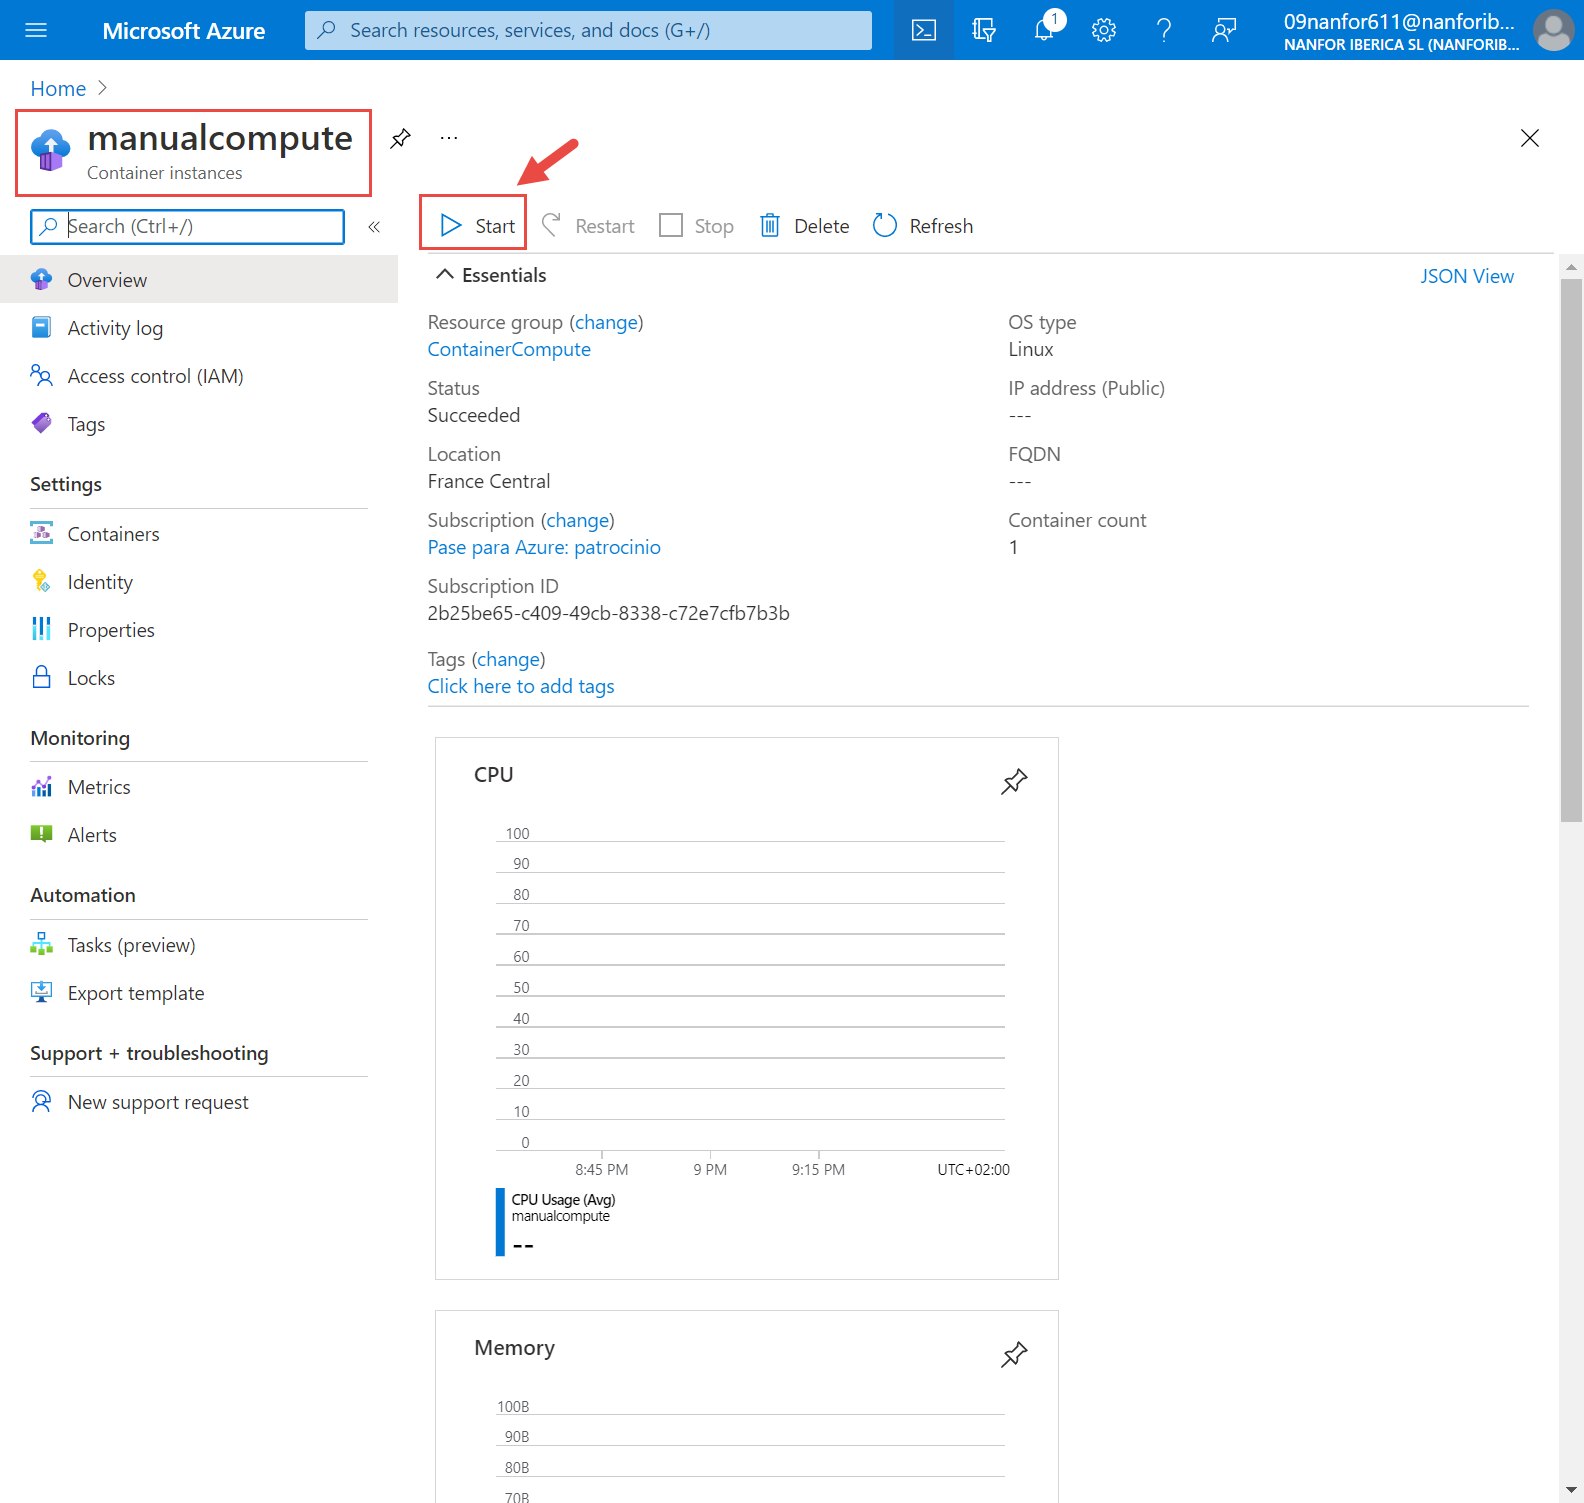 Microsoft Azure
Search resources, services, and docs (G+/)
1
09nanfor611@nanforib...
NANFOR IBERICA SL (NANFORIB...
Home
manualcompute
...
Container instances
Search (Ctrl+/)
«
Start
Restart
Stop
Delete
Refresh
Overview
Activity log
Access control (IAM)
Tags
Settings
Containers
Identity
Properties
Locks
Monitoring
Metrics
Alerts
Automation
Tasks (preview)
Export template
Support + troubleshooting
New support request
Essentials
JSON View
Resource group (change)
ContainerCompute
Status
Succeeded
Location
France Central
Subscription (change)
Pase para Azure: patrocinio
Subscription ID
2b25be65-c409-49cb-8338-c72e7cfb7b3b
Tags (change)
Click here to add tags
OS type
Linux
IP address (Public)
---
FQDN
---
Container count
1
CPU
100
90
80
70
60
50
40
30
20
10
0
8:45 PM
9 PM
9:15 PM
UTC+02:00
CPU Usage (Avg)
manualcompute
--
Memory
100B
90B
80B
70B